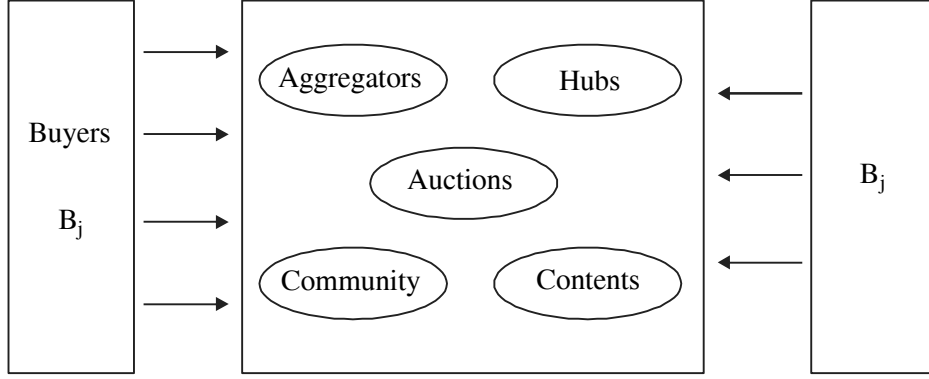 Buyers
B_j
Aggregators
Hubs
Auctions
Community
Contents
B_j